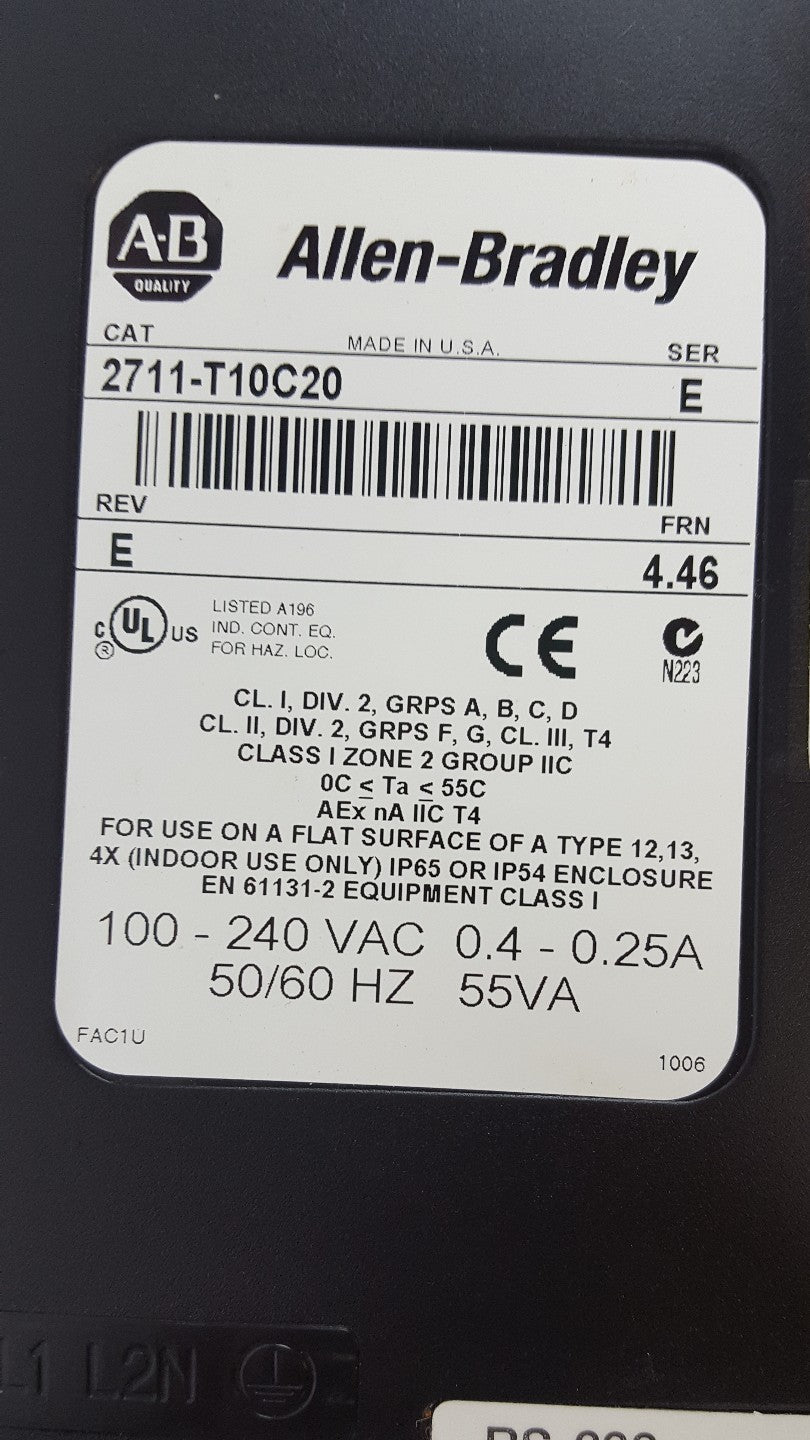 A-B
QUALITY
Allen-Bradley
CAT MADE IN U.S.A. SER
2711-T10C20 E
REV FRN
E 4.46
C UL US ®
LISTED A196
IND. CONT. EQ.
FOR HAZ. LOC.
CE
N223
CL. I, DIV. 2, GRPS A, B, C, D
CL. II, DIV. 2, GRPS F, G, CL. III, T4
CLASS I ZONE 2 GROUP IIC
0C ≤ Ta ≤ 55C
AEx nA IIC T4
FOR USE ON A FLAT SURFACE OF A TYPE 12,13,
4X (INDOOR USE ONLY) IP65 OR IP54 ENCLOSURE
EN 61131-2 EQUIPMENT CLASS I
100 - 240 VAC 0.4 - 0.25A
50/60 HZ 55VA
FAC1U 1006
L1 L2N